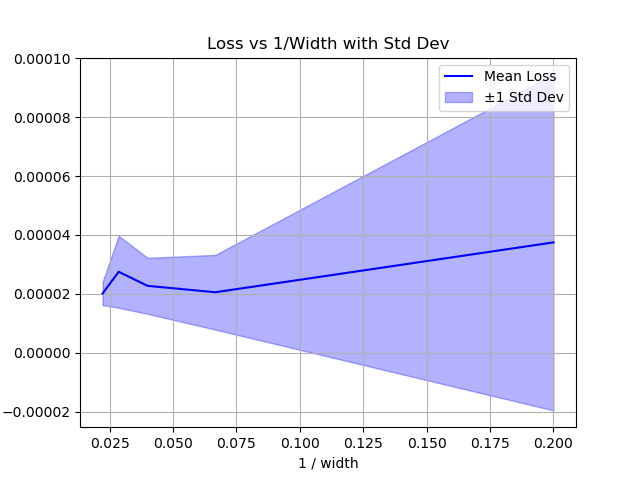 Loss vs 1/Width with Std Dev
0.00010
0.00008
0.00006
0.00004
0.00002
0.00000
−0.00002
Mean Loss
±1 Std Dev
0.025 0.050 0.075 0.100 0.125 0.150 0.175 0.200
1 / width